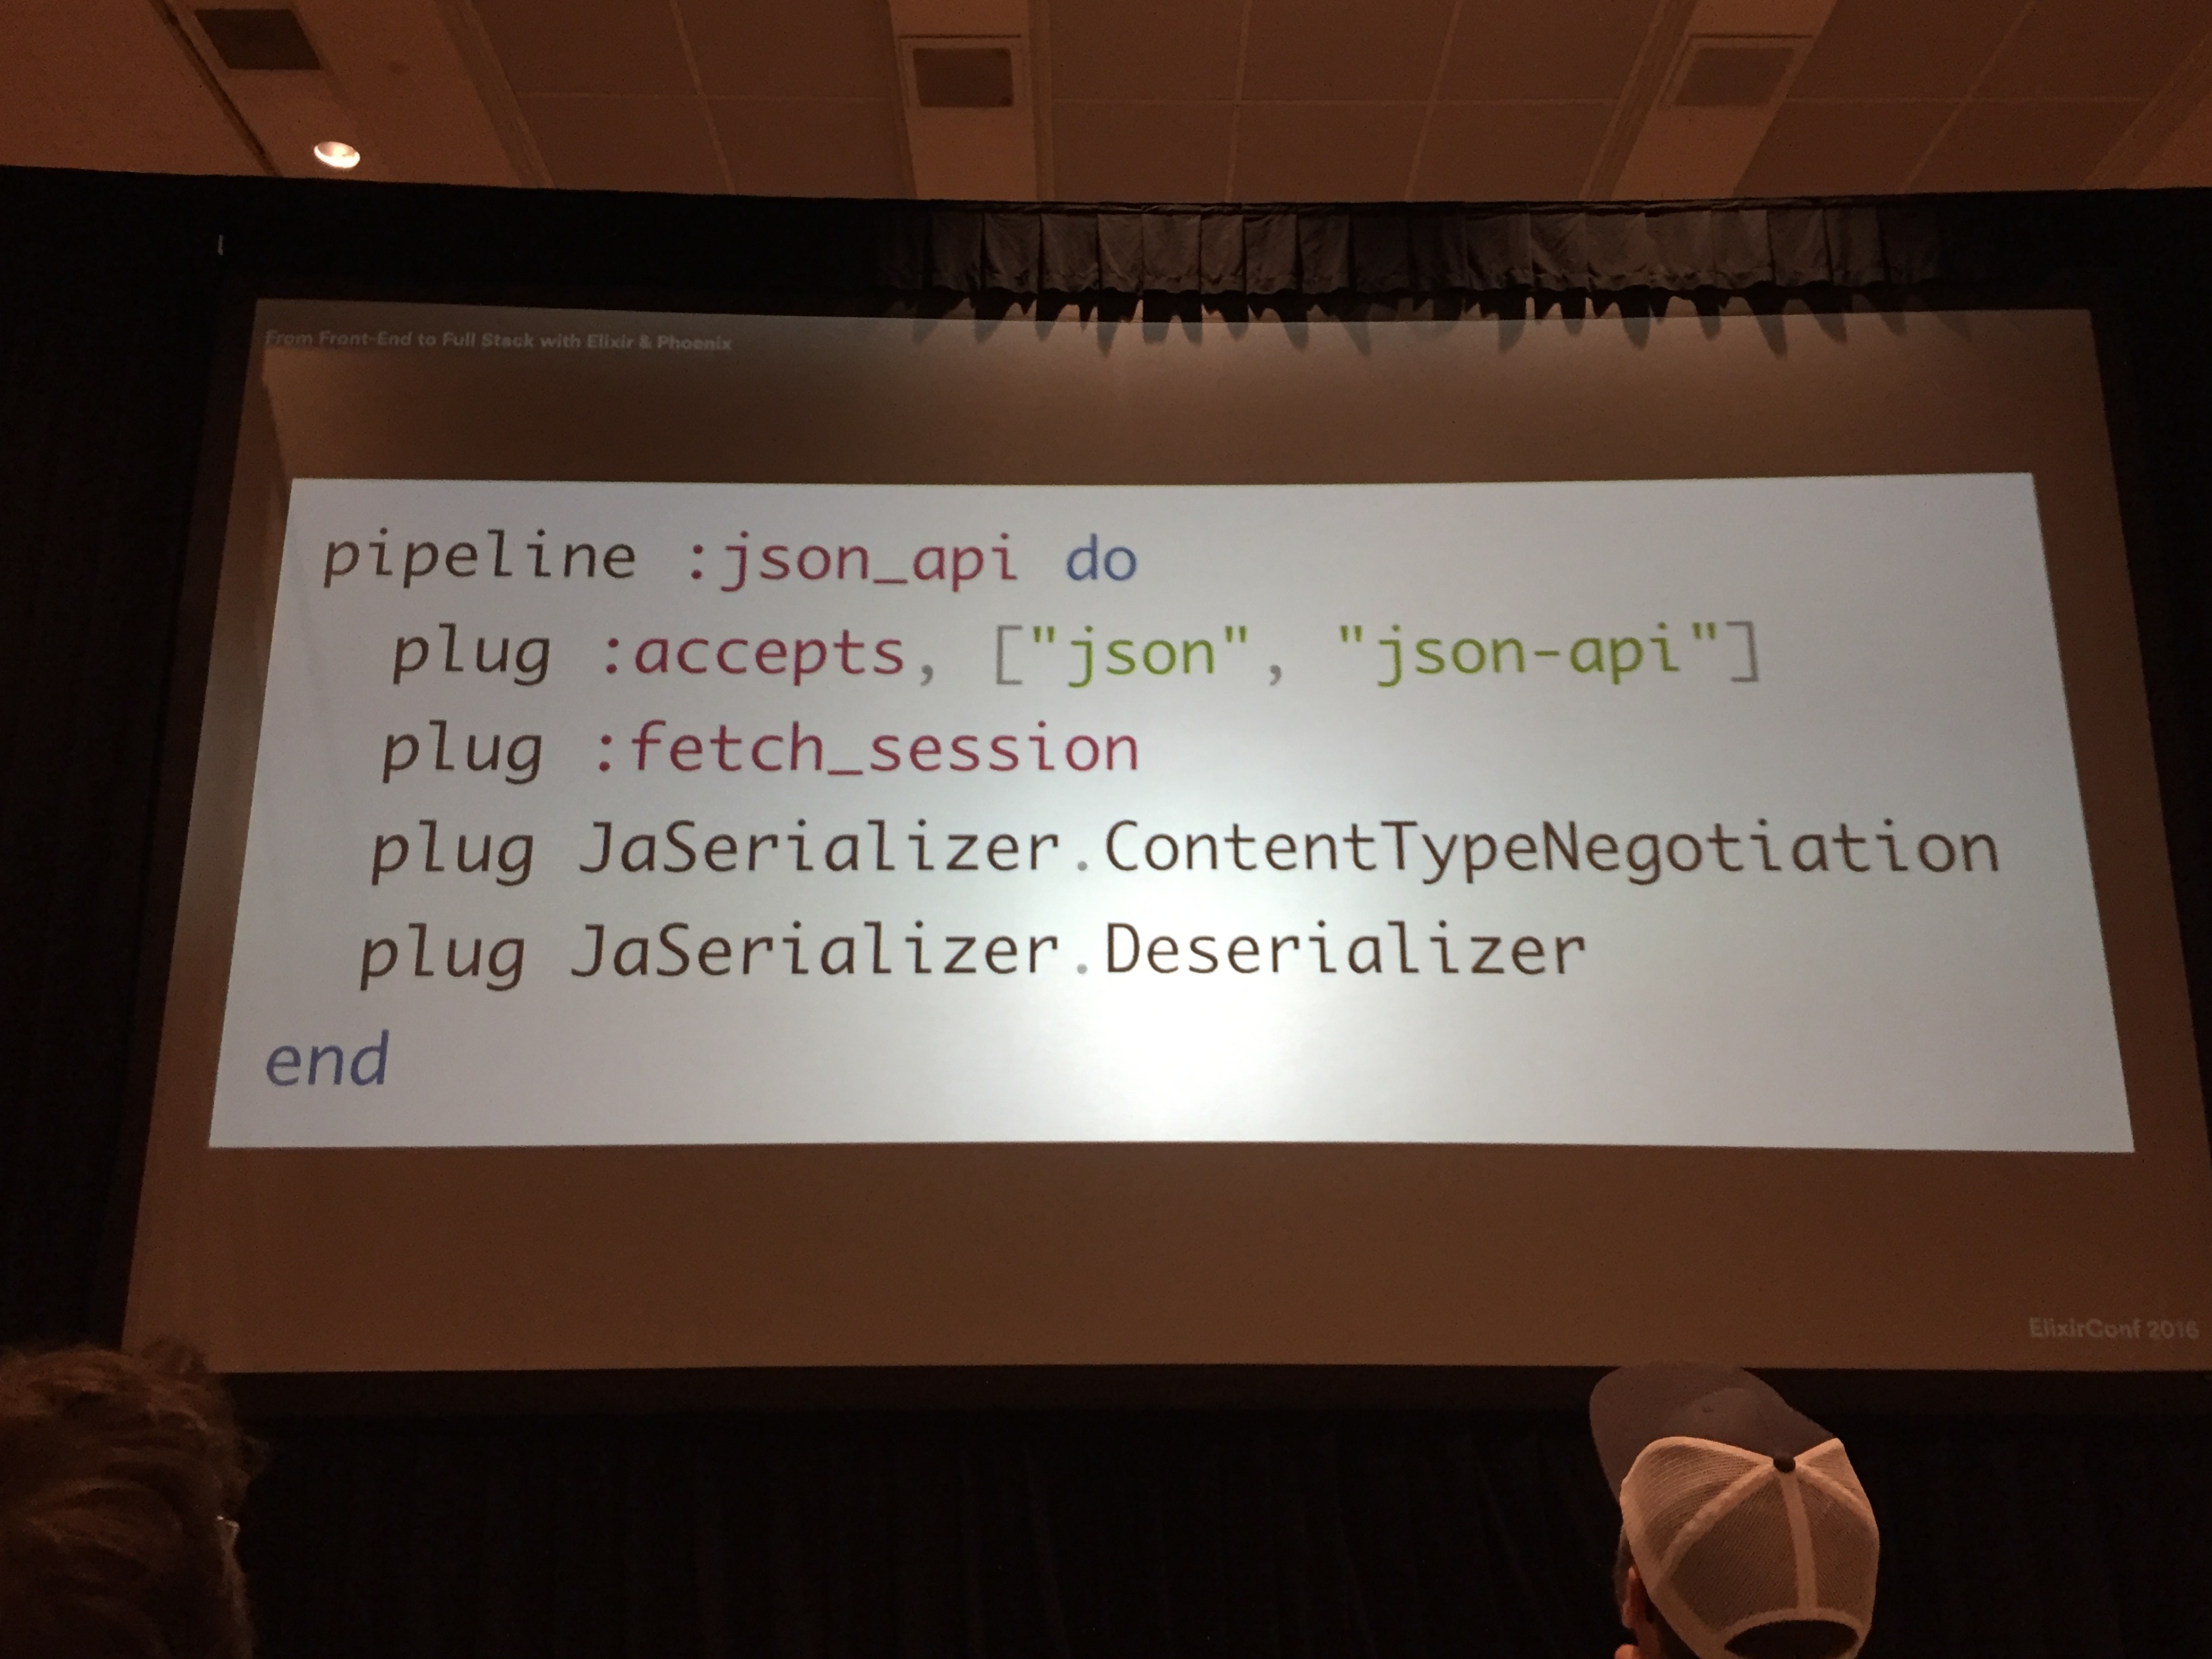 From Front-End to Full Stack with Elixir & Phoenix
pipeline :json_api do
plug :accepts, ["json", "json-api"]
plug :fetch_session
plug JaSerializer.ContentTypeNegotiation
plug JaSerializer.Deserializer
end
ElixirConf 2016